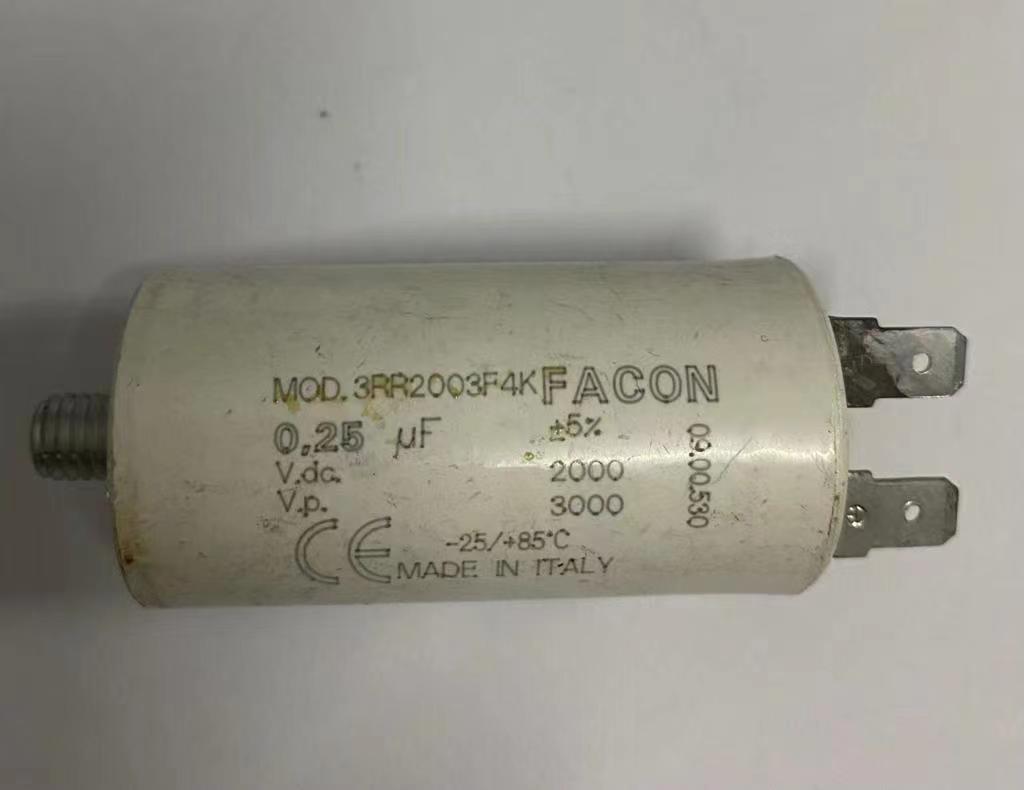 MOD. 3RR2003F4K FACON
0,25 µF ±5%
V.dc. 2000
V.p. 3000
CE -25/+85°C
MADE IN ITALY
09.00.530